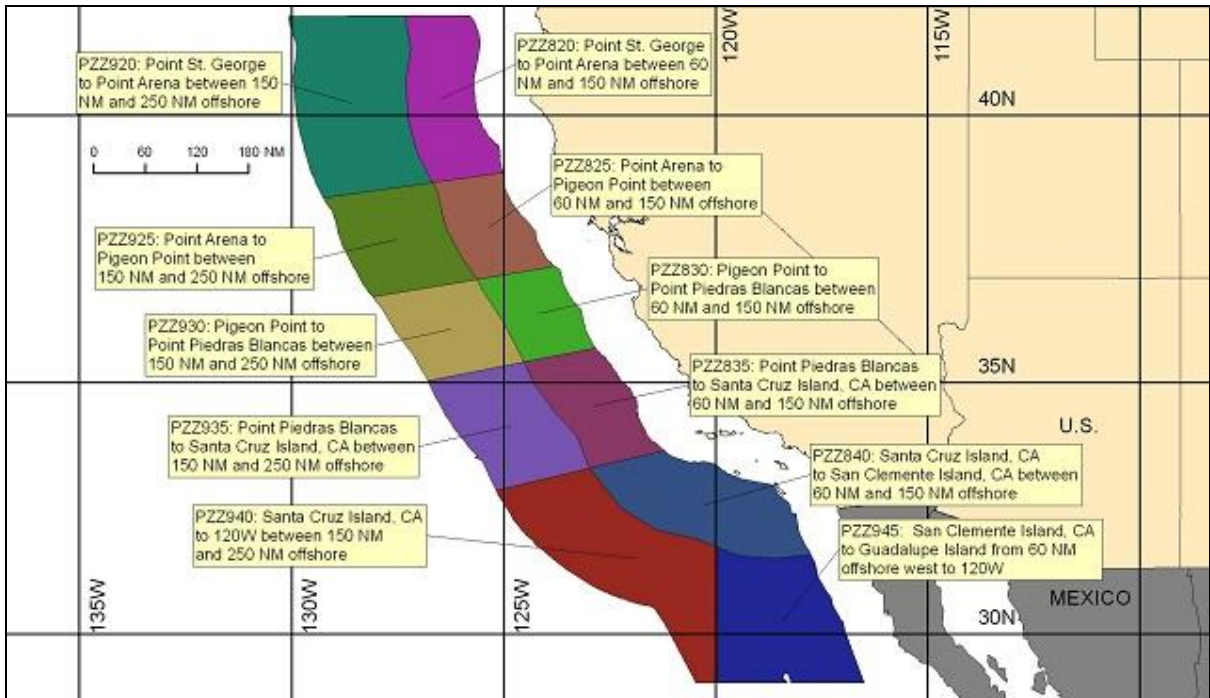 PZZ920: Point St. George
to Point Arena between 150
NM and 250 NM offshore
PZZ820: Point St. George
to Point Arena between 60
NM and 150 NM offshore
120W
115W
40N
0 60 120 180 NM
PZZ825: Point Arena to
Pigeon Point between
60 NM and 150 NM offshore
PZZ925: Point Arena to
Pigeon Point between
150 NM and 250 NM offshore
PZZ830: Pigeon Point to
Point Piedras Blancas between
60 NM and 150 NM offshore
PZZ930: Pigeon Point to
Point Piedras Blancas between
150 NM and 250 NM offshore
PZZ835: Point Piedras Blancas
to Santa Cruz Island, CA between
60 NM and 150 NM offshore
35N
U.S.
PZZ935: Point Piedras Blancas
to Santa Cruz Island, CA between
150 NM and 250 NM offshore
PZZ840: Santa Cruz Island, CA
to San Clemente Island, CA between
60 NM and 150 NM offshore
PZZ940: Santa Cruz Island, CA
to 120W between 150 NM
and 250 NM offshore
PZZ945: San Clemente Island, CA
to Guadalupe Island from 60 NM
offshore west to 120W
MEXICO
30N
135W
130W
125W